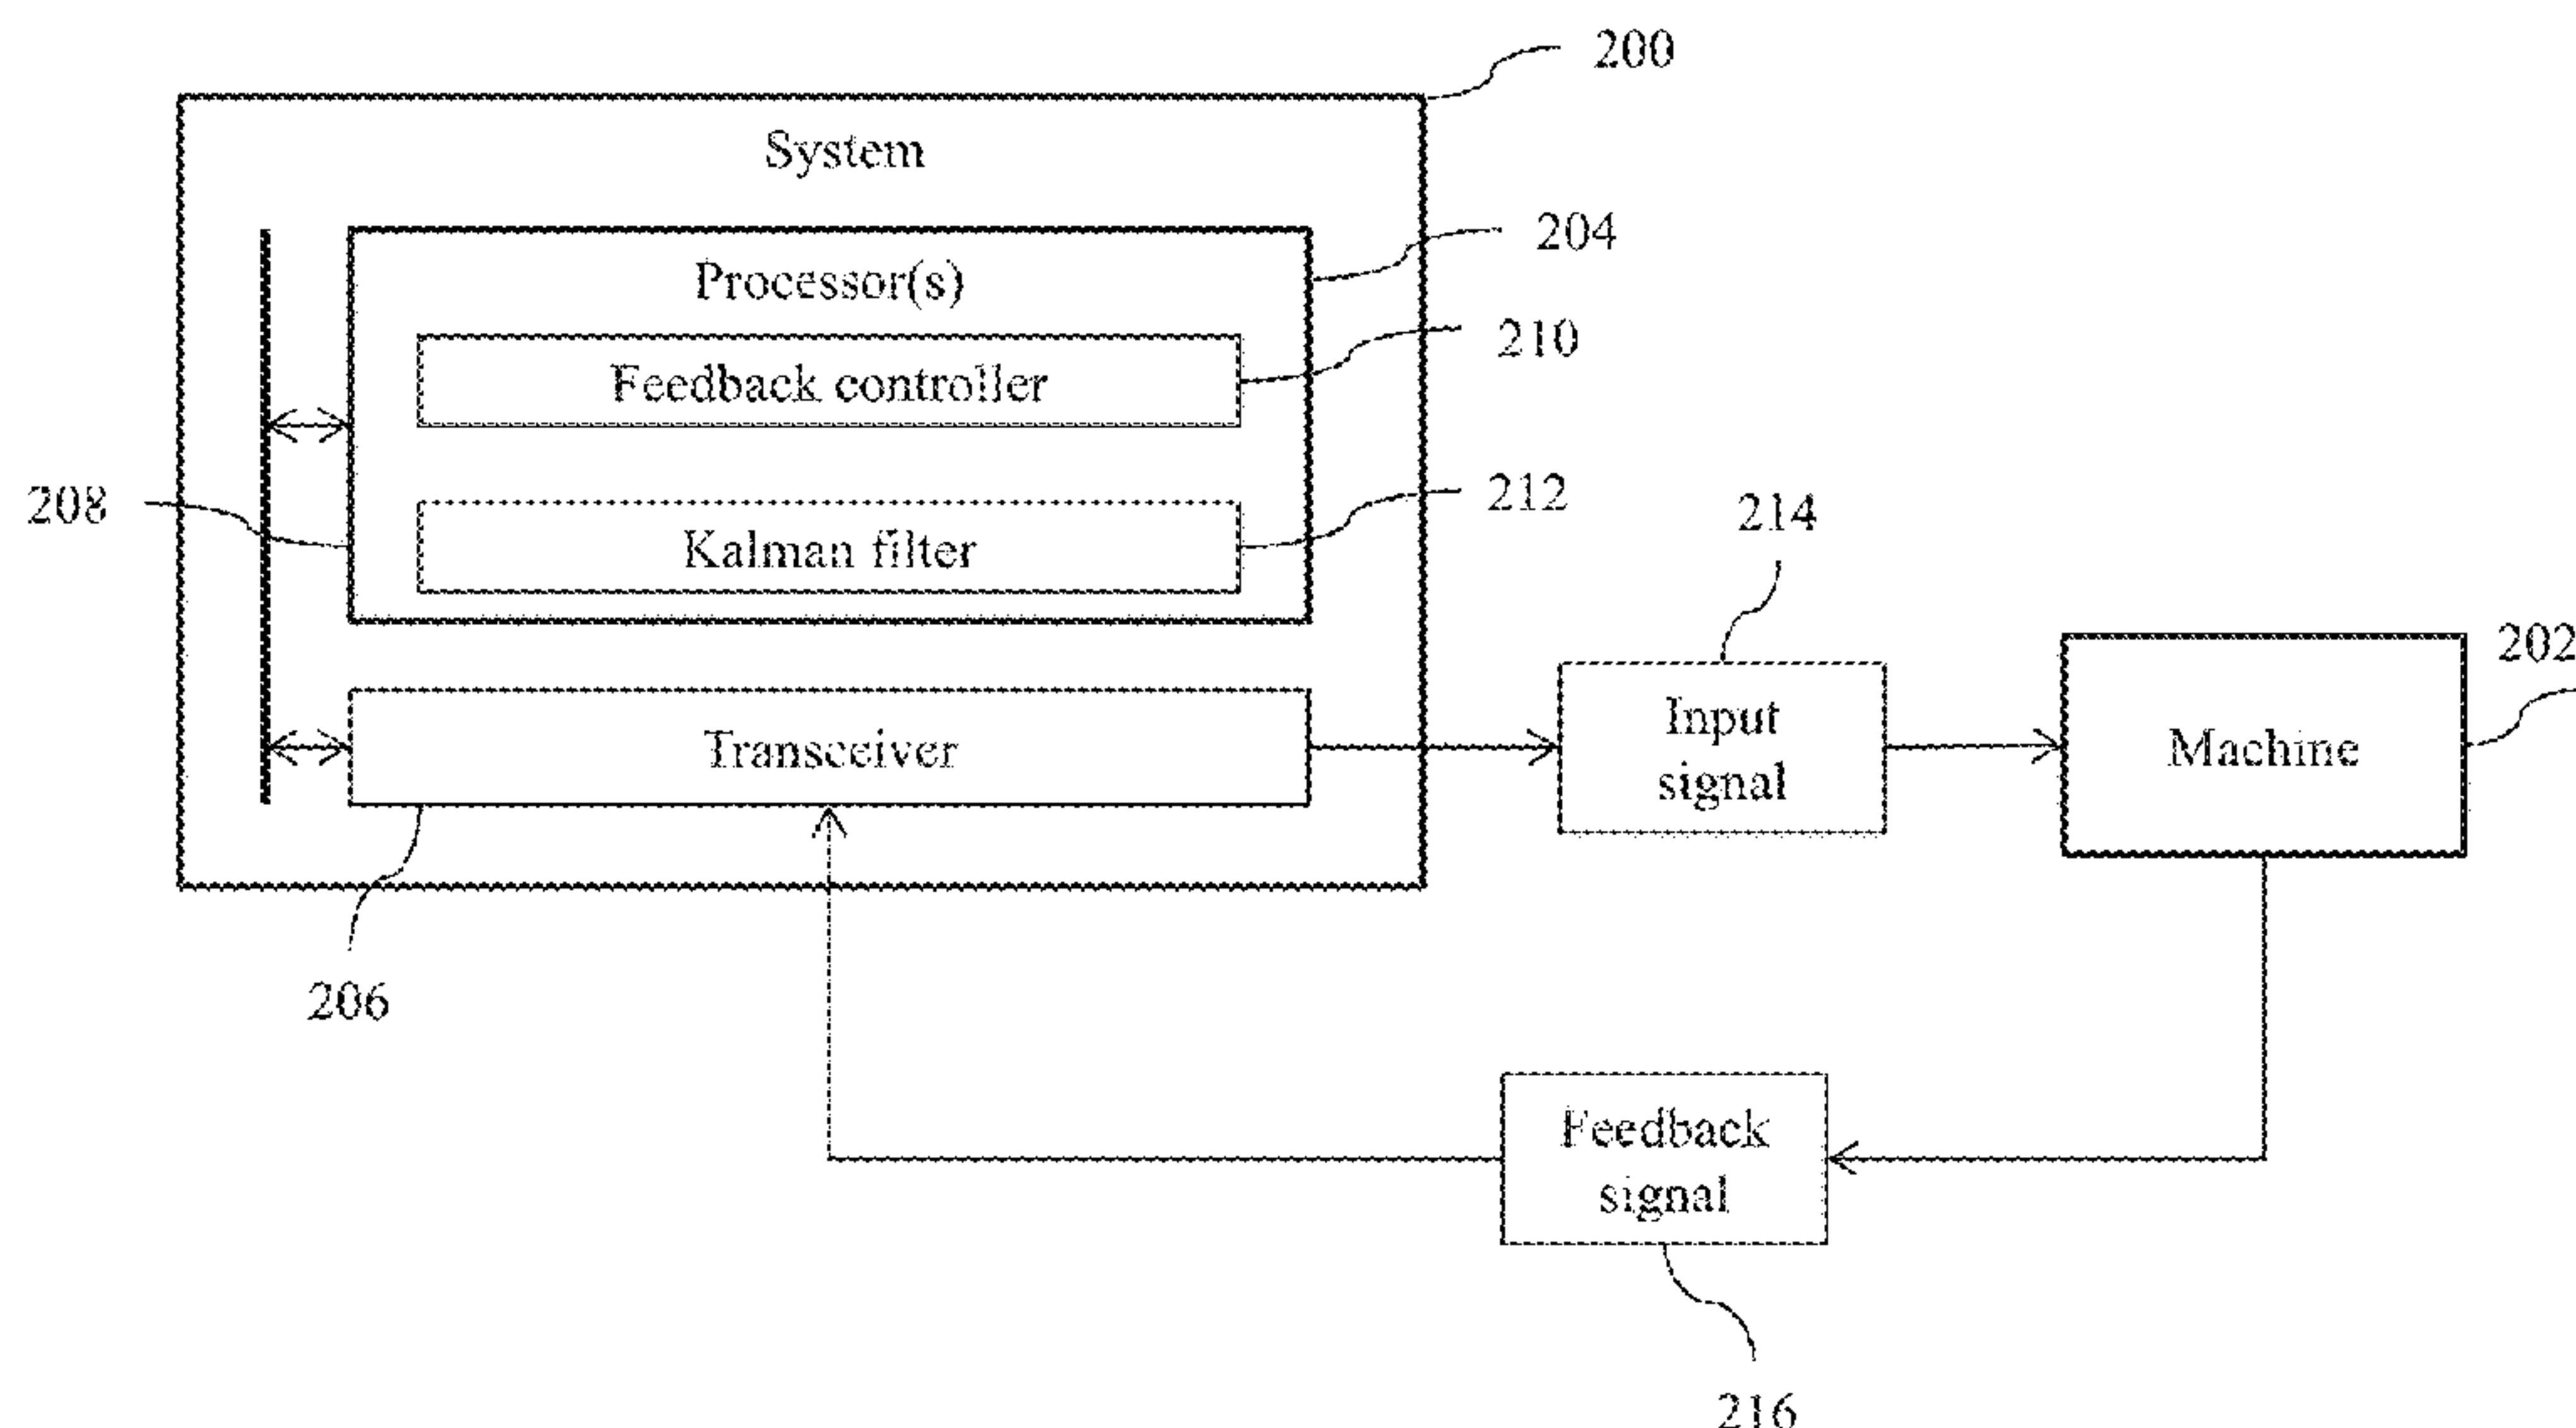 200
System
204
Processor(s)
210
Feedback controller
208
212
Kalman filter
214
202
Input
signal
Machine
Transceiver
206
Feedback
signal
216